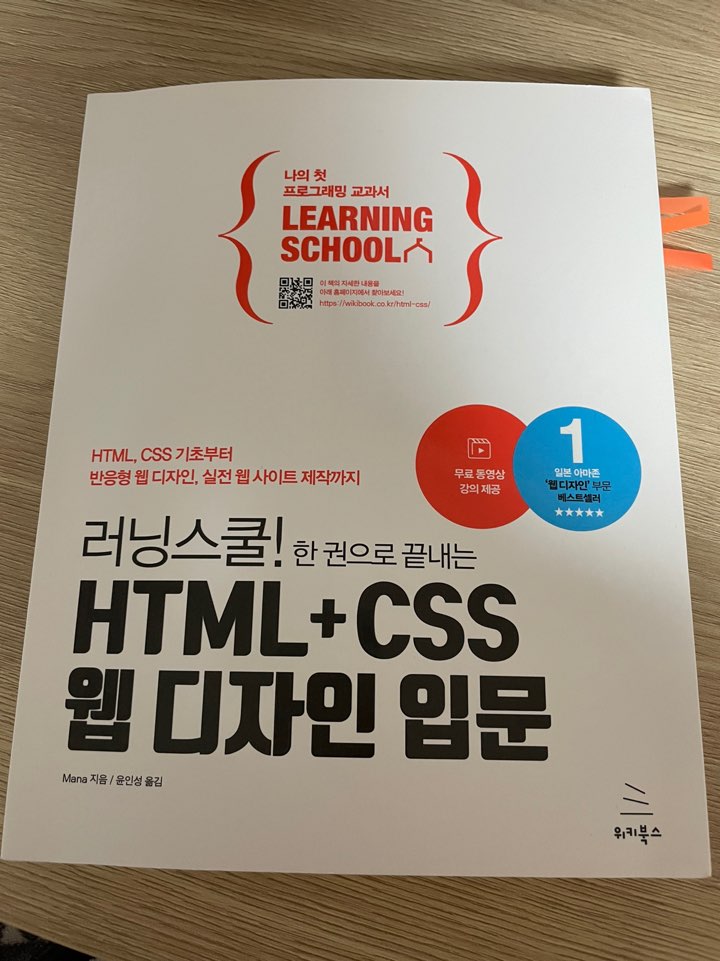 나의 첫
프로그래밍 교과서
LEARNING
SCHOOL
이 책의 자세한 내용을
아래 홈페이지에서 찾아보세요!
https://wikibook.co.kr/html-css/
HTML, CSS 기초부터
반응형 웹 디자인, 실전 웹 사이트 제작까지
무료 동영상
강의 제공
1
일본 아마존
'웹 디자인' 부문
베스트셀러
★★★★★
러닝스쿨! 한 권으로 끝내는
HTML+CSS
웹 디자인 입문
Mana 지음 / 윤인성 옮김
위키북스